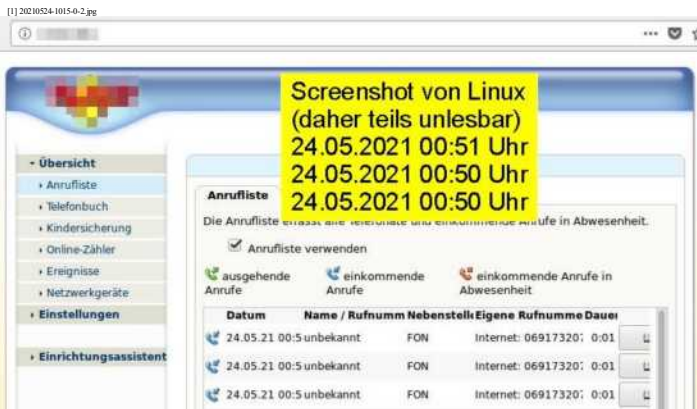 [1] 20210524-1015-0-2.jpg
Screenshot von Linux
(daher teils unlesbar)
24.05.2021 00:51 Uhr
24.05.2021 00:50 Uhr
24.05.2021 00:50 Uhr
Übersicht
Anrufliste
Telefonbuch
Kindersicherung
Online-Zähler
Ereignisse
Netzwerkgeräte
Einstellungen
Einrichtungsassistent
Anrufliste
Die Anrufliste erfasst alle Telefonate und einkommende Anrufe in Abwesenheit.
Anrufliste verwenden
ausgehende Anrufe
einkommende Anrufe
einkommende Anrufe in Abwesenheit
Datum Name / Rufnumm Nebenstelle Eigene Rufnumme Dauer
24.05.21 00:5 unbekannt FON Internet: 06917320 0:01
24.05.21 00:5 unbekannt FON Internet: 06917320 0:01
24.05.21 00:5 unbekannt FON Internet: 06917320 0:01